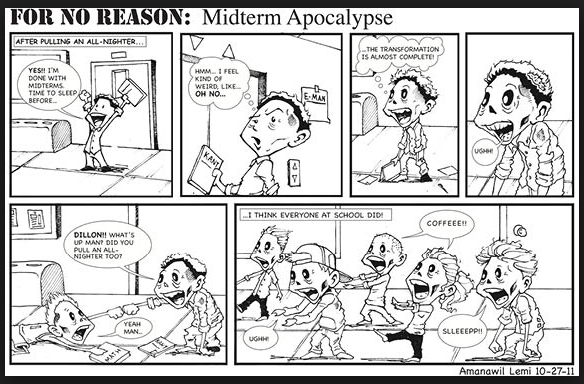 FOR NO REASON: Midterm Apocalypse
AFTER PULLING AN ALL-NIGHTER...
YES!! I'M
DONE WITH
MIDTERMS.
TIME TO SLEEP
BEFORE...
HMM... I FEEL
KIND OF
WEIRD, LIKE...
OH NO...
E-MAN
KANT
...THE TRANSFORMATION
IS ALMOST COMPLETE!
UGHH!
DILLON!! WHAT'S
UP MAN? DID YOU
PULL AN ALL-
NIGHTER TOO?
YEAH
MAN..
MATH
...I THINK EVERYONE AT SCHOOL DID!
COFFEEE!!
UGHH!
SLLEEEPP!!
Amanawil Lemi 10-27-11